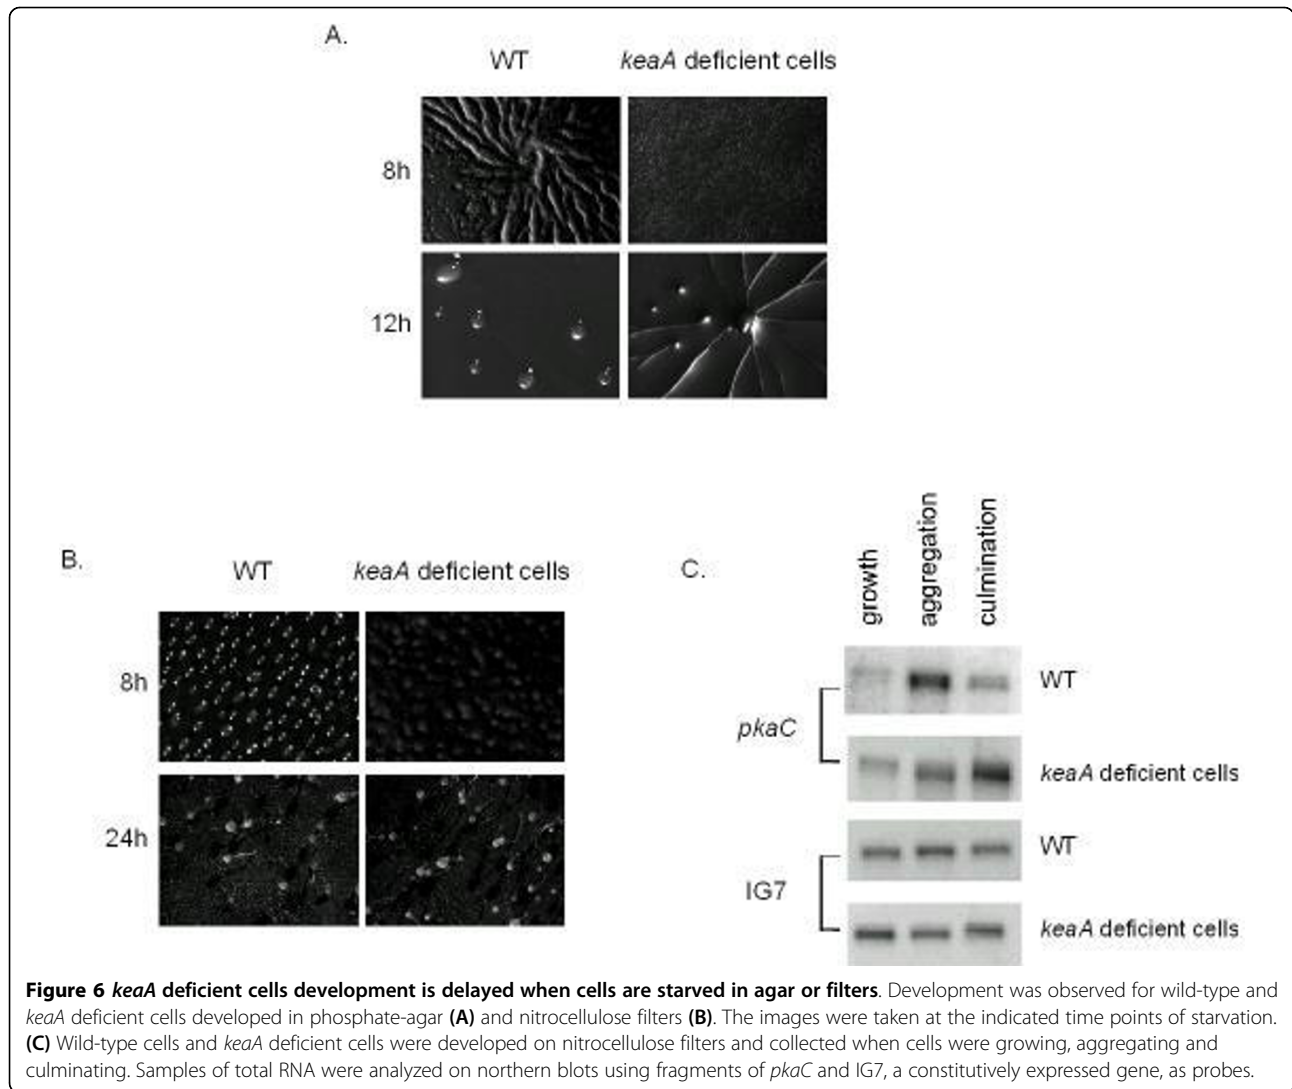 A.
WT keaA deficient cells
8h
12h
B.
WT keaA deficient cells
8h
24h
C.
growth aggregation culmination
WT
pkaC
keaA deficient cells
WT
IG7
keaA deficient cells
Figure 6 keaA deficient cells development is delayed when cells are starved in agar or filters. Development was observed for wild-type and
keaA deficient cells developed in phosphate-agar (A) and nitrocellulose filters (B). The images were taken at the indicated time points of starvation.
(C) Wild-type cells and keaA deficient cells were developed on nitrocellulose filters and collected when cells were growing, aggregating and
culminating. Samples of total RNA were analyzed on northern blots using fragments of pkaC and IG7, a constitutively expressed gene, as probes.